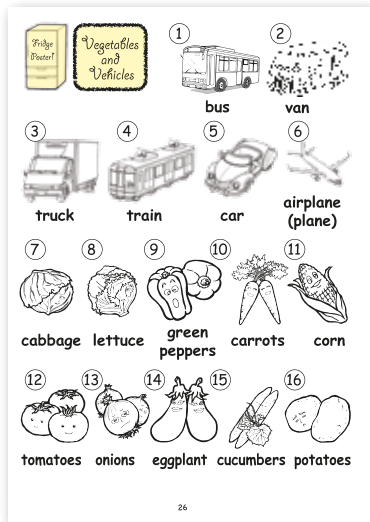 Fridge
Poster!
Vegetables
and
Vehicles
1
bus
2
van
3
truck
4
train
5
car
6
airplane
(plane)
7
cabbage
8
lettuce
9
green
peppers
10
carrots
11
corn
12
tomatoes
13
onions
14
eggplant
15
cucumbers
16
potatoes
26